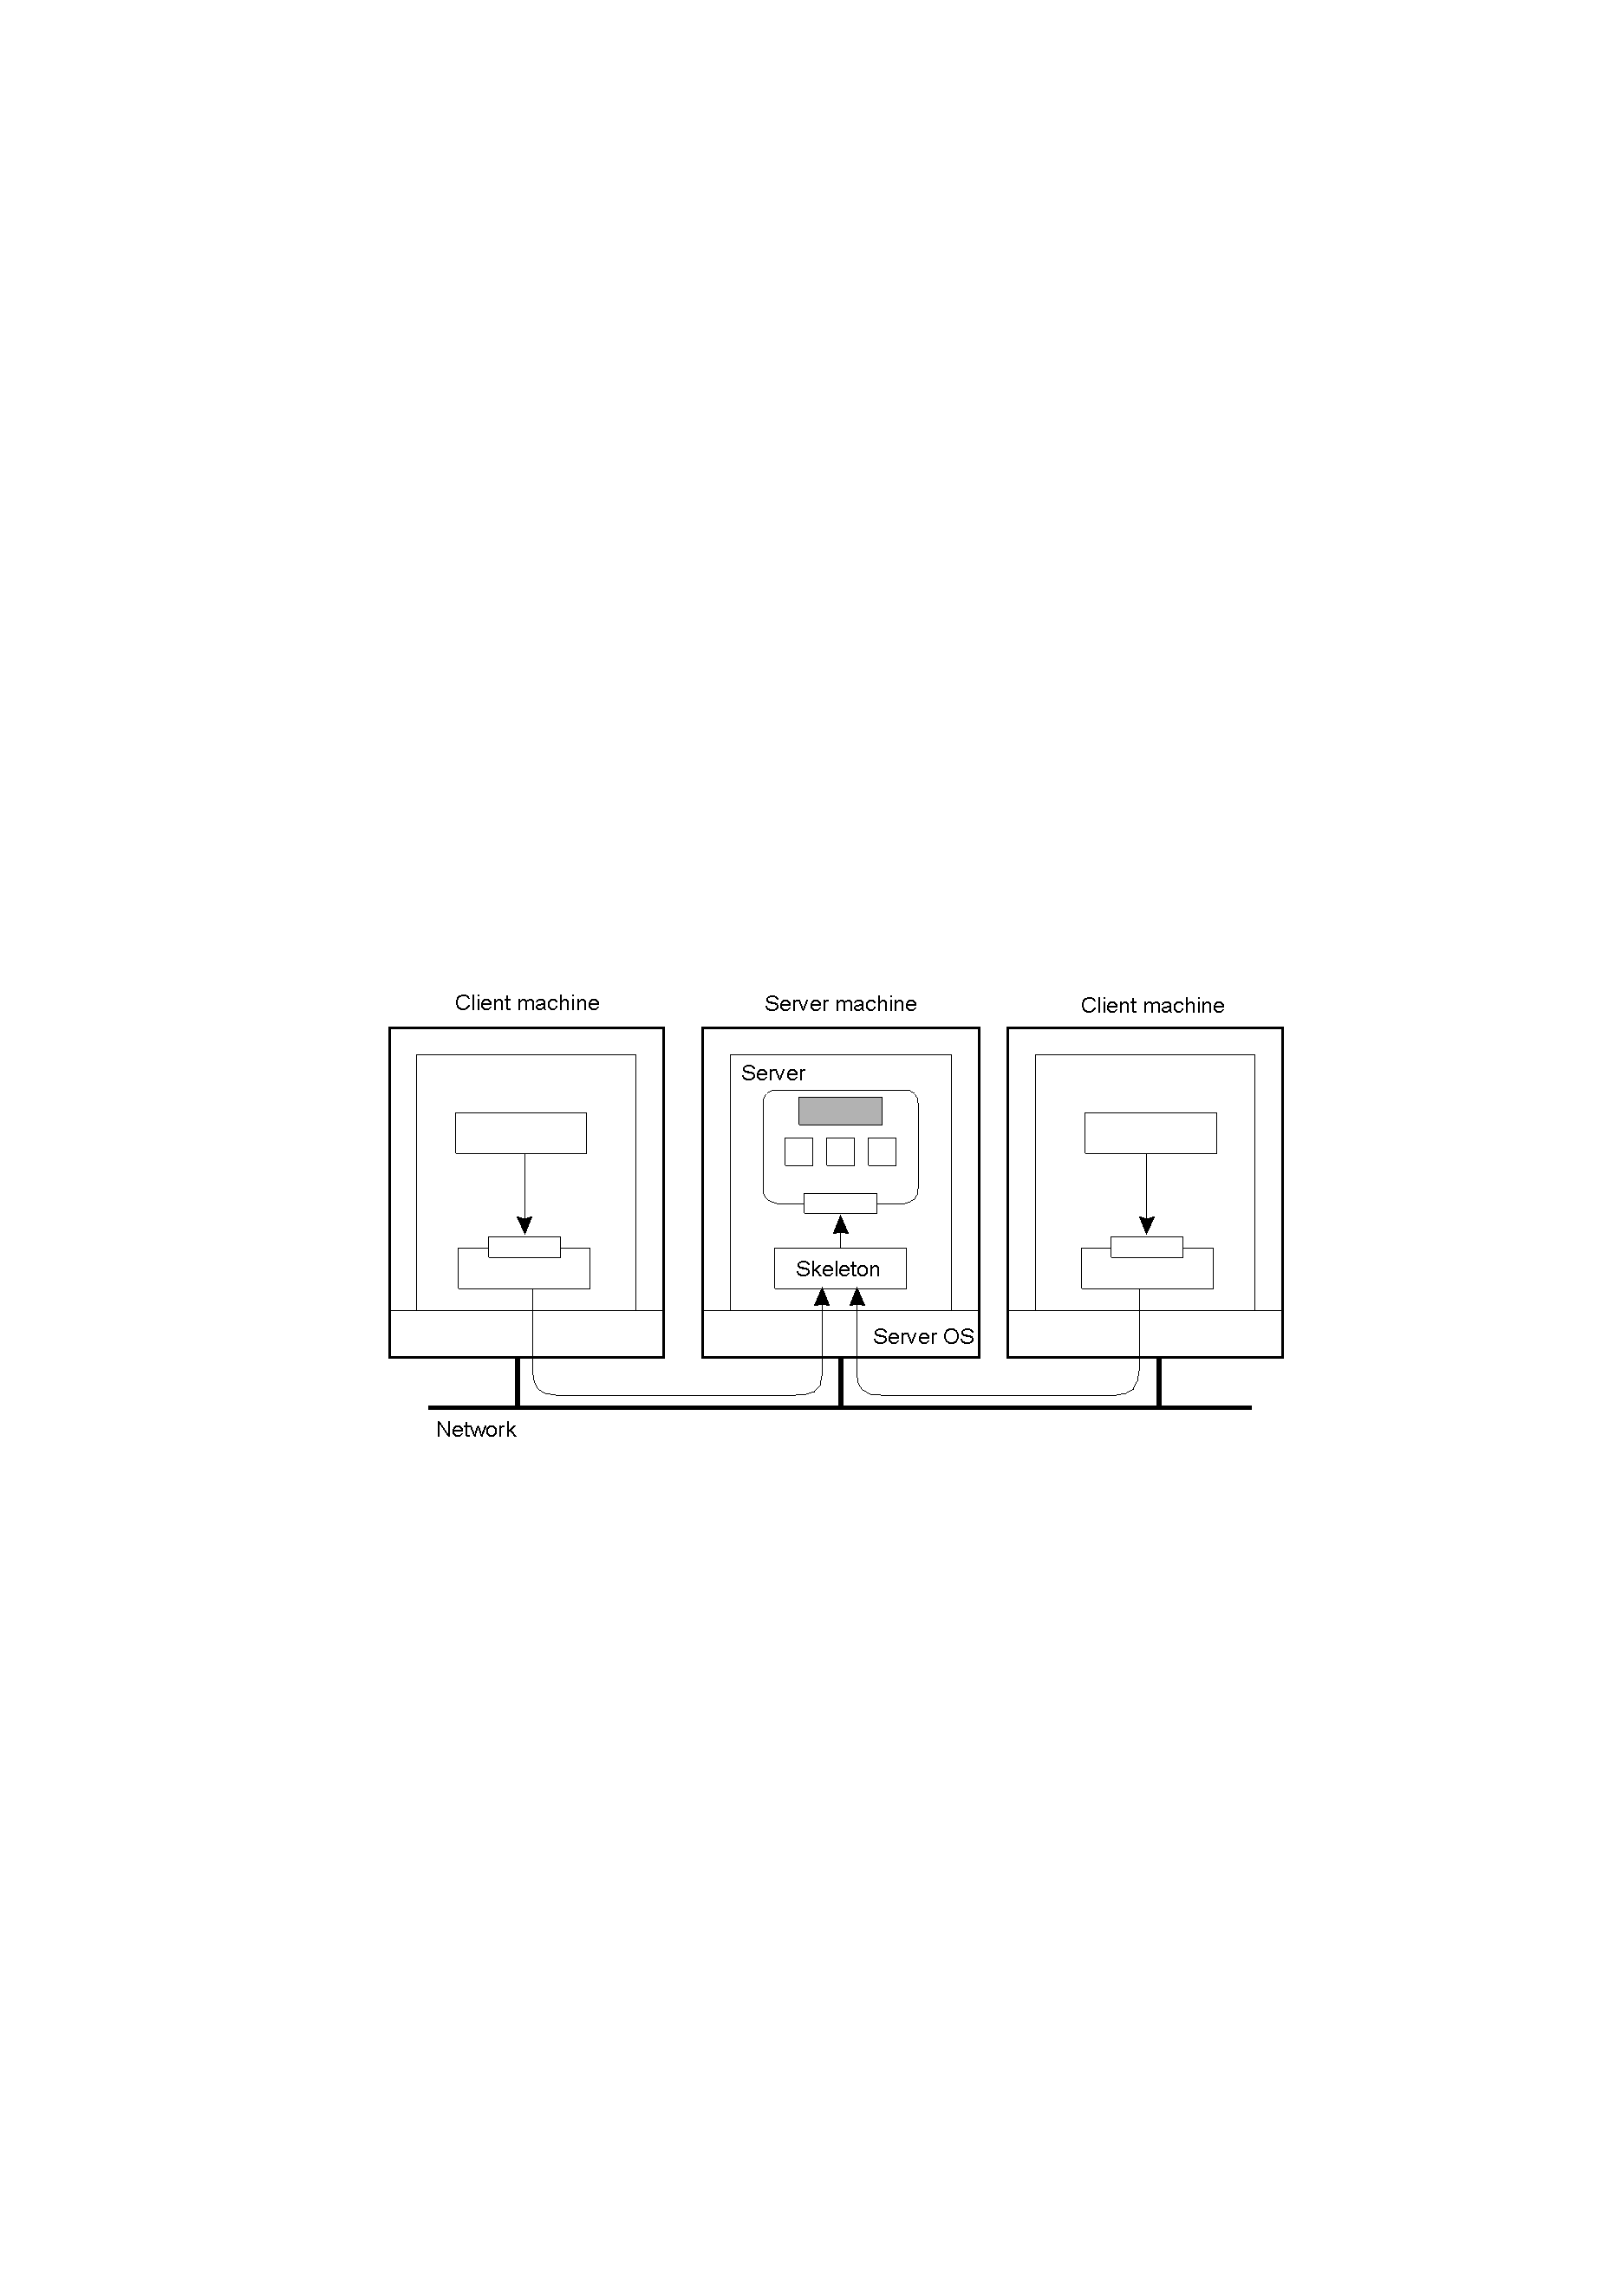 Client machine
Server machine
Client machine
Server
Skeleton
Server OS
Network